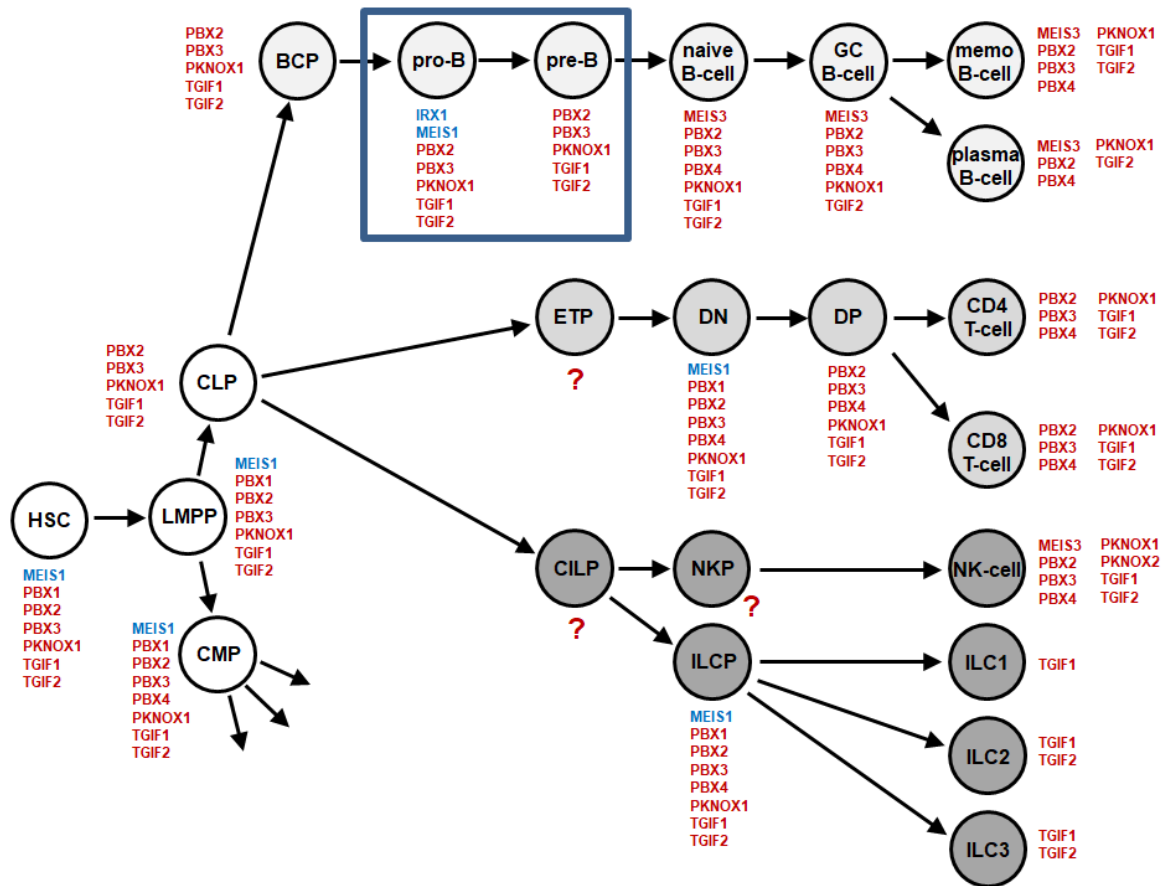 PBX2
PBX3
PKNOX1
TGIF1
TGIF2
BCP
pro-B
IRX1
MEIS1
PBX2
PBX3
PKNOX1
TGIF1
TGIF2
pre-B
PBX2
PBX3
PKNOX1
TGIF1
TGIF2
naive
B-cell
MEIS3
PBX2
PBX3
PBX4
PKNOX1
TGIF1
TGIF2
GC
B-cell
MEIS3
PBX2
PBX3
PBX4
PKNOX1
TGIF2
memo
B-cell
MEIS3 PKNOX1
PBX2 TGIF1
PBX3 TGIF2
PBX4
plasma
B-cell
MEIS3 PKNOX1
PBX2 TGIF2
PBX4
ETP
?
DN
MEIS1
PBX1
PBX2
PBX3
PBX4
PKNOX1
TGIF1
TGIF2
DP
PBX2
PBX3
PBX4
PKNOX1
TGIF1
TGIF2
CD4
T-cell
PBX2 PKNOX1
PBX3 TGIF1
PBX4 TGIF2
CD8
T-cell
PBX2 PKNOX1
PBX3 TGIF1
PBX4 TGIF2
PBX2
PBX3
PKNOX1
TGIF1
TGIF2
CLP
HSC
MEIS1
PBX1
PBX2
PBX3
PKNOX1
TGIF1
TGIF2
LMPP
MEIS1
PBX1
PBX2
PBX3
PKNOX1
TGIF1
TGIF2
MEIS1
PBX1
PBX2
PBX3
PBX4
PKNOX1
TGIF1
TGIF2
CMP
CILP
?
NKP
?
NK-cell
MEIS3 PKNOX1
PBX2 PKNOX2
PBX3 TGIF1
PBX4 TGIF2
ILCP
MEIS1
PBX1
PBX2
PBX3
PBX4
PKNOX1
TGIF1
TGIF2
ILC1
TGIF1
ILC2
TGIF1
TGIF2
ILC3
TGIF1
TGIF2